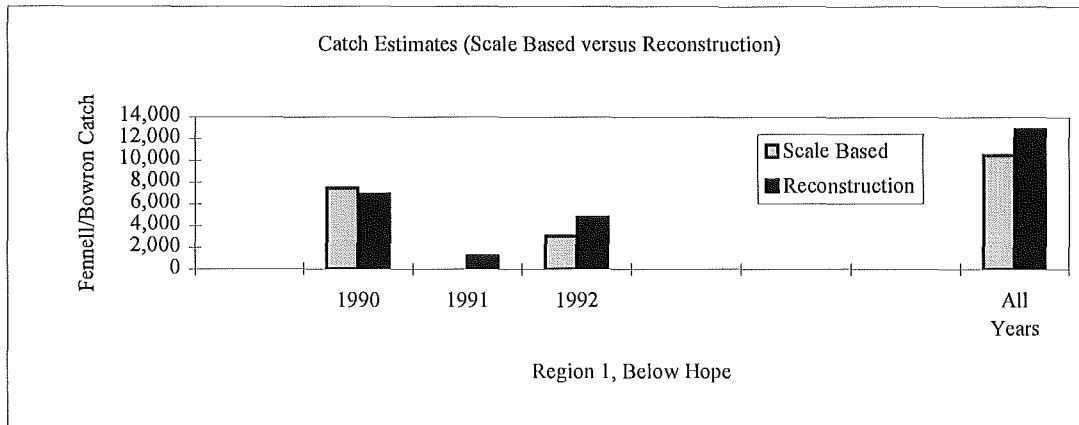 Catch Estimates (Scale Based versus Reconstruction)
Fennell/Bowron Catch
14,000
12,000
10,000
8,000
6,000
4,000
2,000
0
Scale Based
Reconstruction
1990
1991
1992
All
Years
Region 1, Below Hope